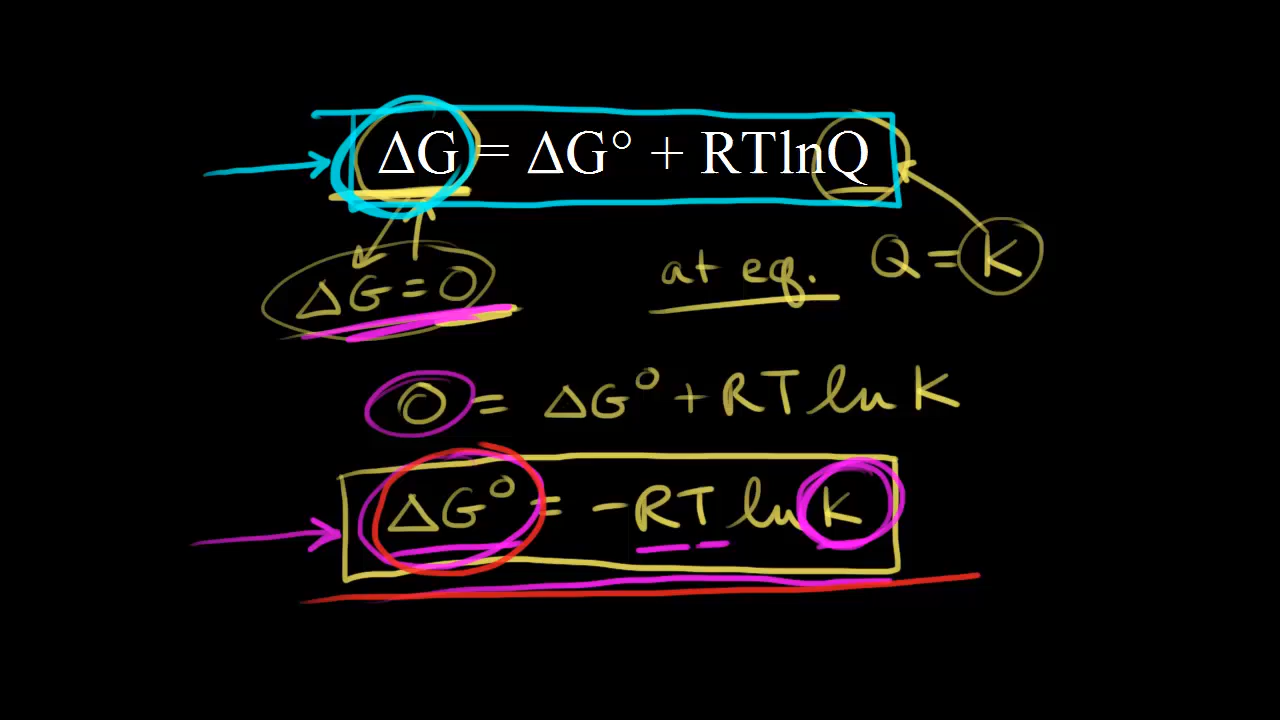 ΔG = ΔG° + RTlnQ
ΔG = 0 at eq. Q = K
0 = ΔG° + RT ln K
ΔG° = -RT ln K